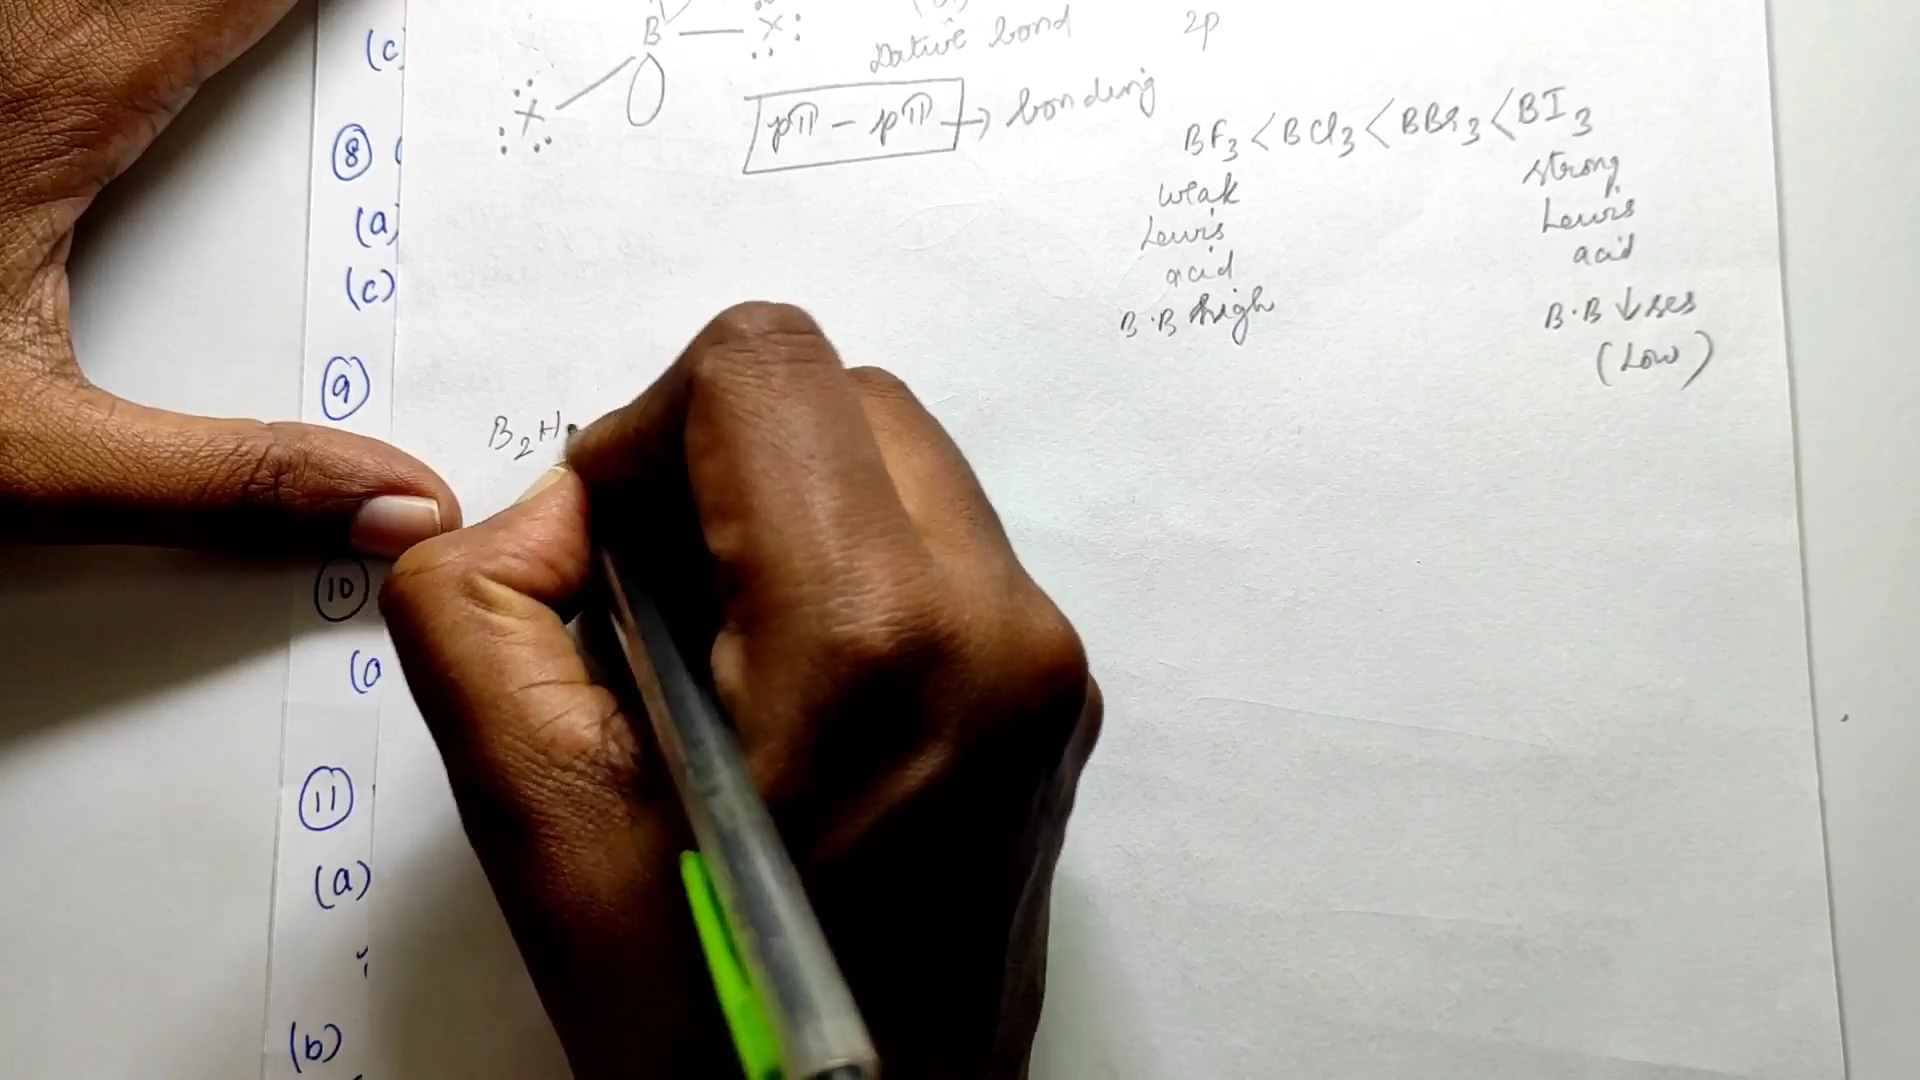 B X
Dative bond 2p
X
pπ - pπ → bonding
BF3 < BCl3 < BBr3 < BI3
weak
Lewis
acid
B.B high
strong
Lewis
acid
B.B ↓ses
(Low)
B2H
(c)
8
(a)
(c)
9
10
(a
11
(a)
(b)